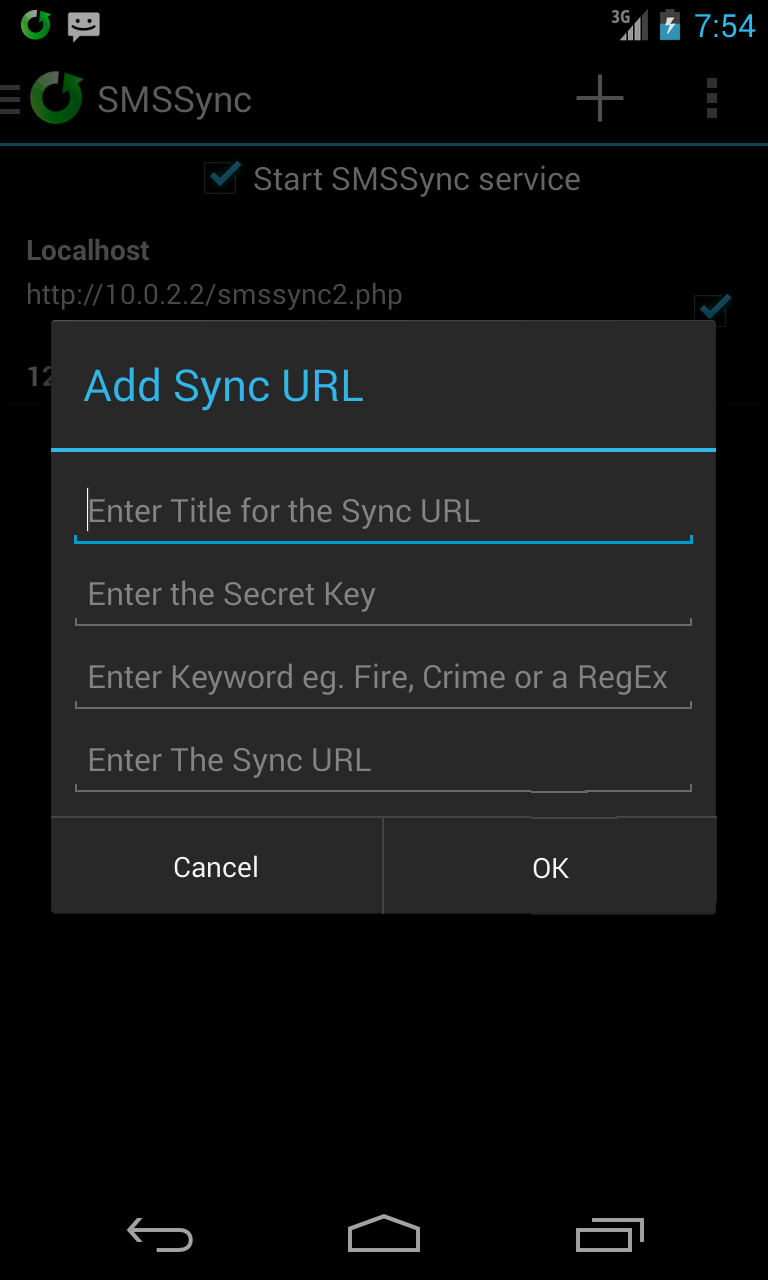 3G 7:54
SMSSync
Start SMSSync service
Localhost
http://10.0.2.2/smssync2.php
Add Sync URL
Enter Title for the Sync URL
Enter the Secret Key
Enter Keyword eg. Fire, Crime or a RegEx
Enter The Sync URL
Cancel OK